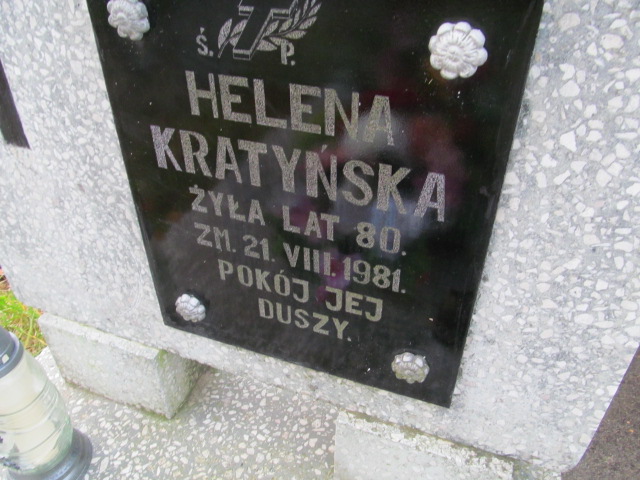 Ś. P.
HELENA
KRATYŃSKA
ŻYŁA LAT 80.
ZM. 21. VIII. 1981.
POKÓJ JEJ
DUSZY.